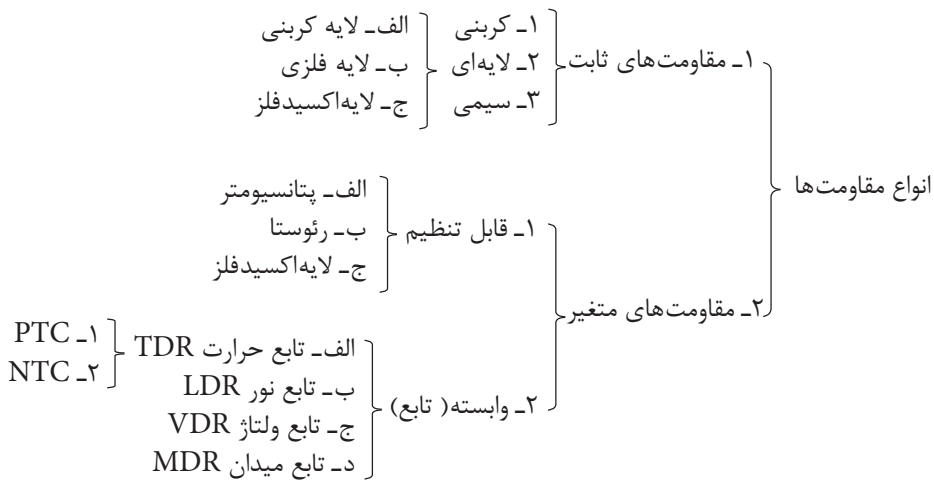 انواع مقاومت‌ها
۱ـ مقاومت‌های ثابت
۱ـ کربنی
۲ـ لایه‌ای
۳ـ سیمی
الف ـ لایه کربنی
ب ـ لایه فلزی
ج ـ لایه‌اکسیدفلز
۲ـ مقاومت‌های متغیر
۱ـ قابل تنظیم
الف ـ پتانسیومتر
ب ـ رئوستا
ج ـ لایه‌اکسیدفلز
۲ـ وابسته( تابع)
الف ـ تابع حرارت TDR
۱ـ PTC
۲ـ NTC
ب ـ تابع نور LDR
ج ـ تابع ولتاژ VDR
د ـ تابع میدان MDR